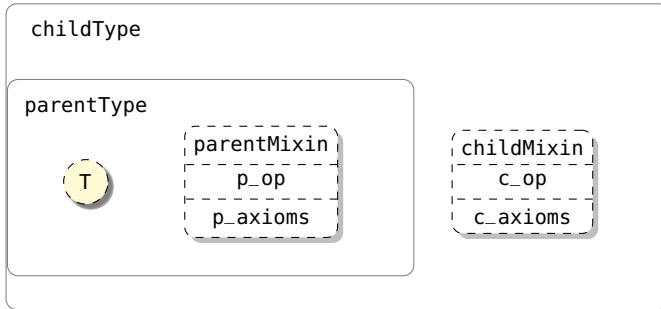 childType
parentType
T
parentMixin
p_op
p_axioms
childMixin
c_op
c_axioms